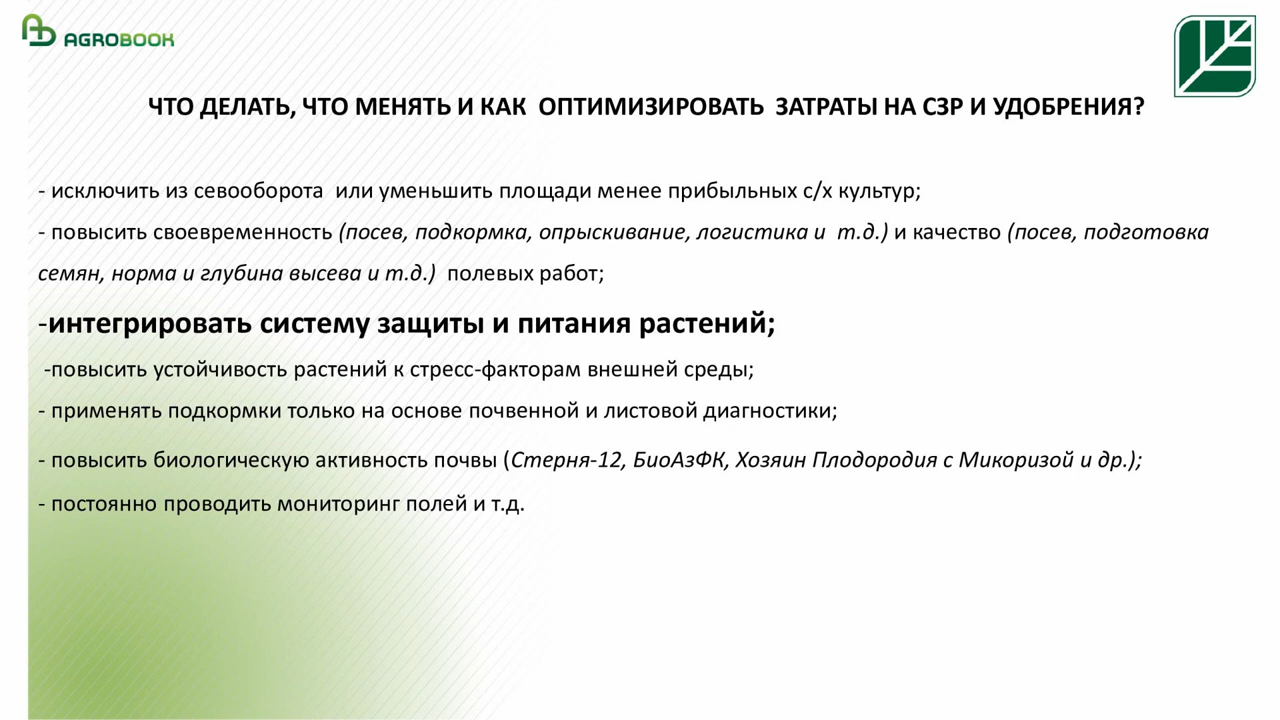 AGROBOOK
ЧТО ДЕЛАТЬ, ЧТО МЕНЯТЬ И КАК ОПТИМИЗИРОВАТЬ ЗАТРАТЫ НА СЗР И УДОБРЕНИЯ?
- исключить из севооборота или уменьшить площади менее прибыльных с/х культур;
- повысить своевременность (посев, подкормка, опрыскивание, логистика и т.д.) и качество (посев, подготовка
семян, норма и глубина высева и т.д.) полевых работ;
-интегрировать систему защиты и питания растений;
-повысить устойчивость растений к стресс-факторам внешней среды;
- применять подкормки только на основе почвенной и листовой диагностики;
- повысить биологическую активность почвы (Стерня-12, БиоАзФК, Хозяин Плодородия с Микоризой и др.);
- постоянно проводить мониторинг полей и т.д.